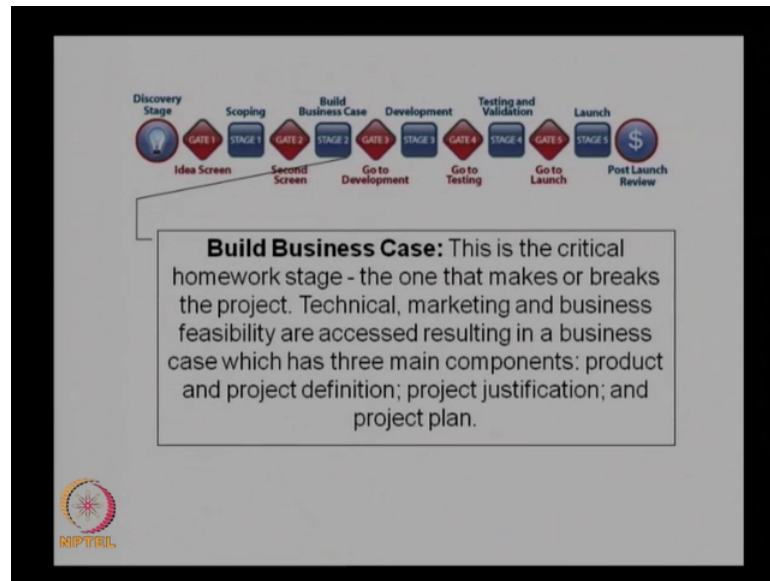 Discovery
Stage
Scoping
Build
Business Case
Development
Testing and
Validation
Launch
GATE 1
STAGE 1
GATE 2
STAGE 2
GATE 3
STAGE 3
GATE 4
STAGE 4
GATE 5
STAGE 5
$
Idea Screen
Second
Screen
Go to
Development
Go to
Testing
Go to
Launch
Post Launch
Review
Build Business Case: This is the critical
homework stage - the one that makes or breaks
the project. Technical, marketing and business
feasibility are accessed resulting in a business
case which has three main components: product
and project definition; project justification; and
project plan.
NPTEL